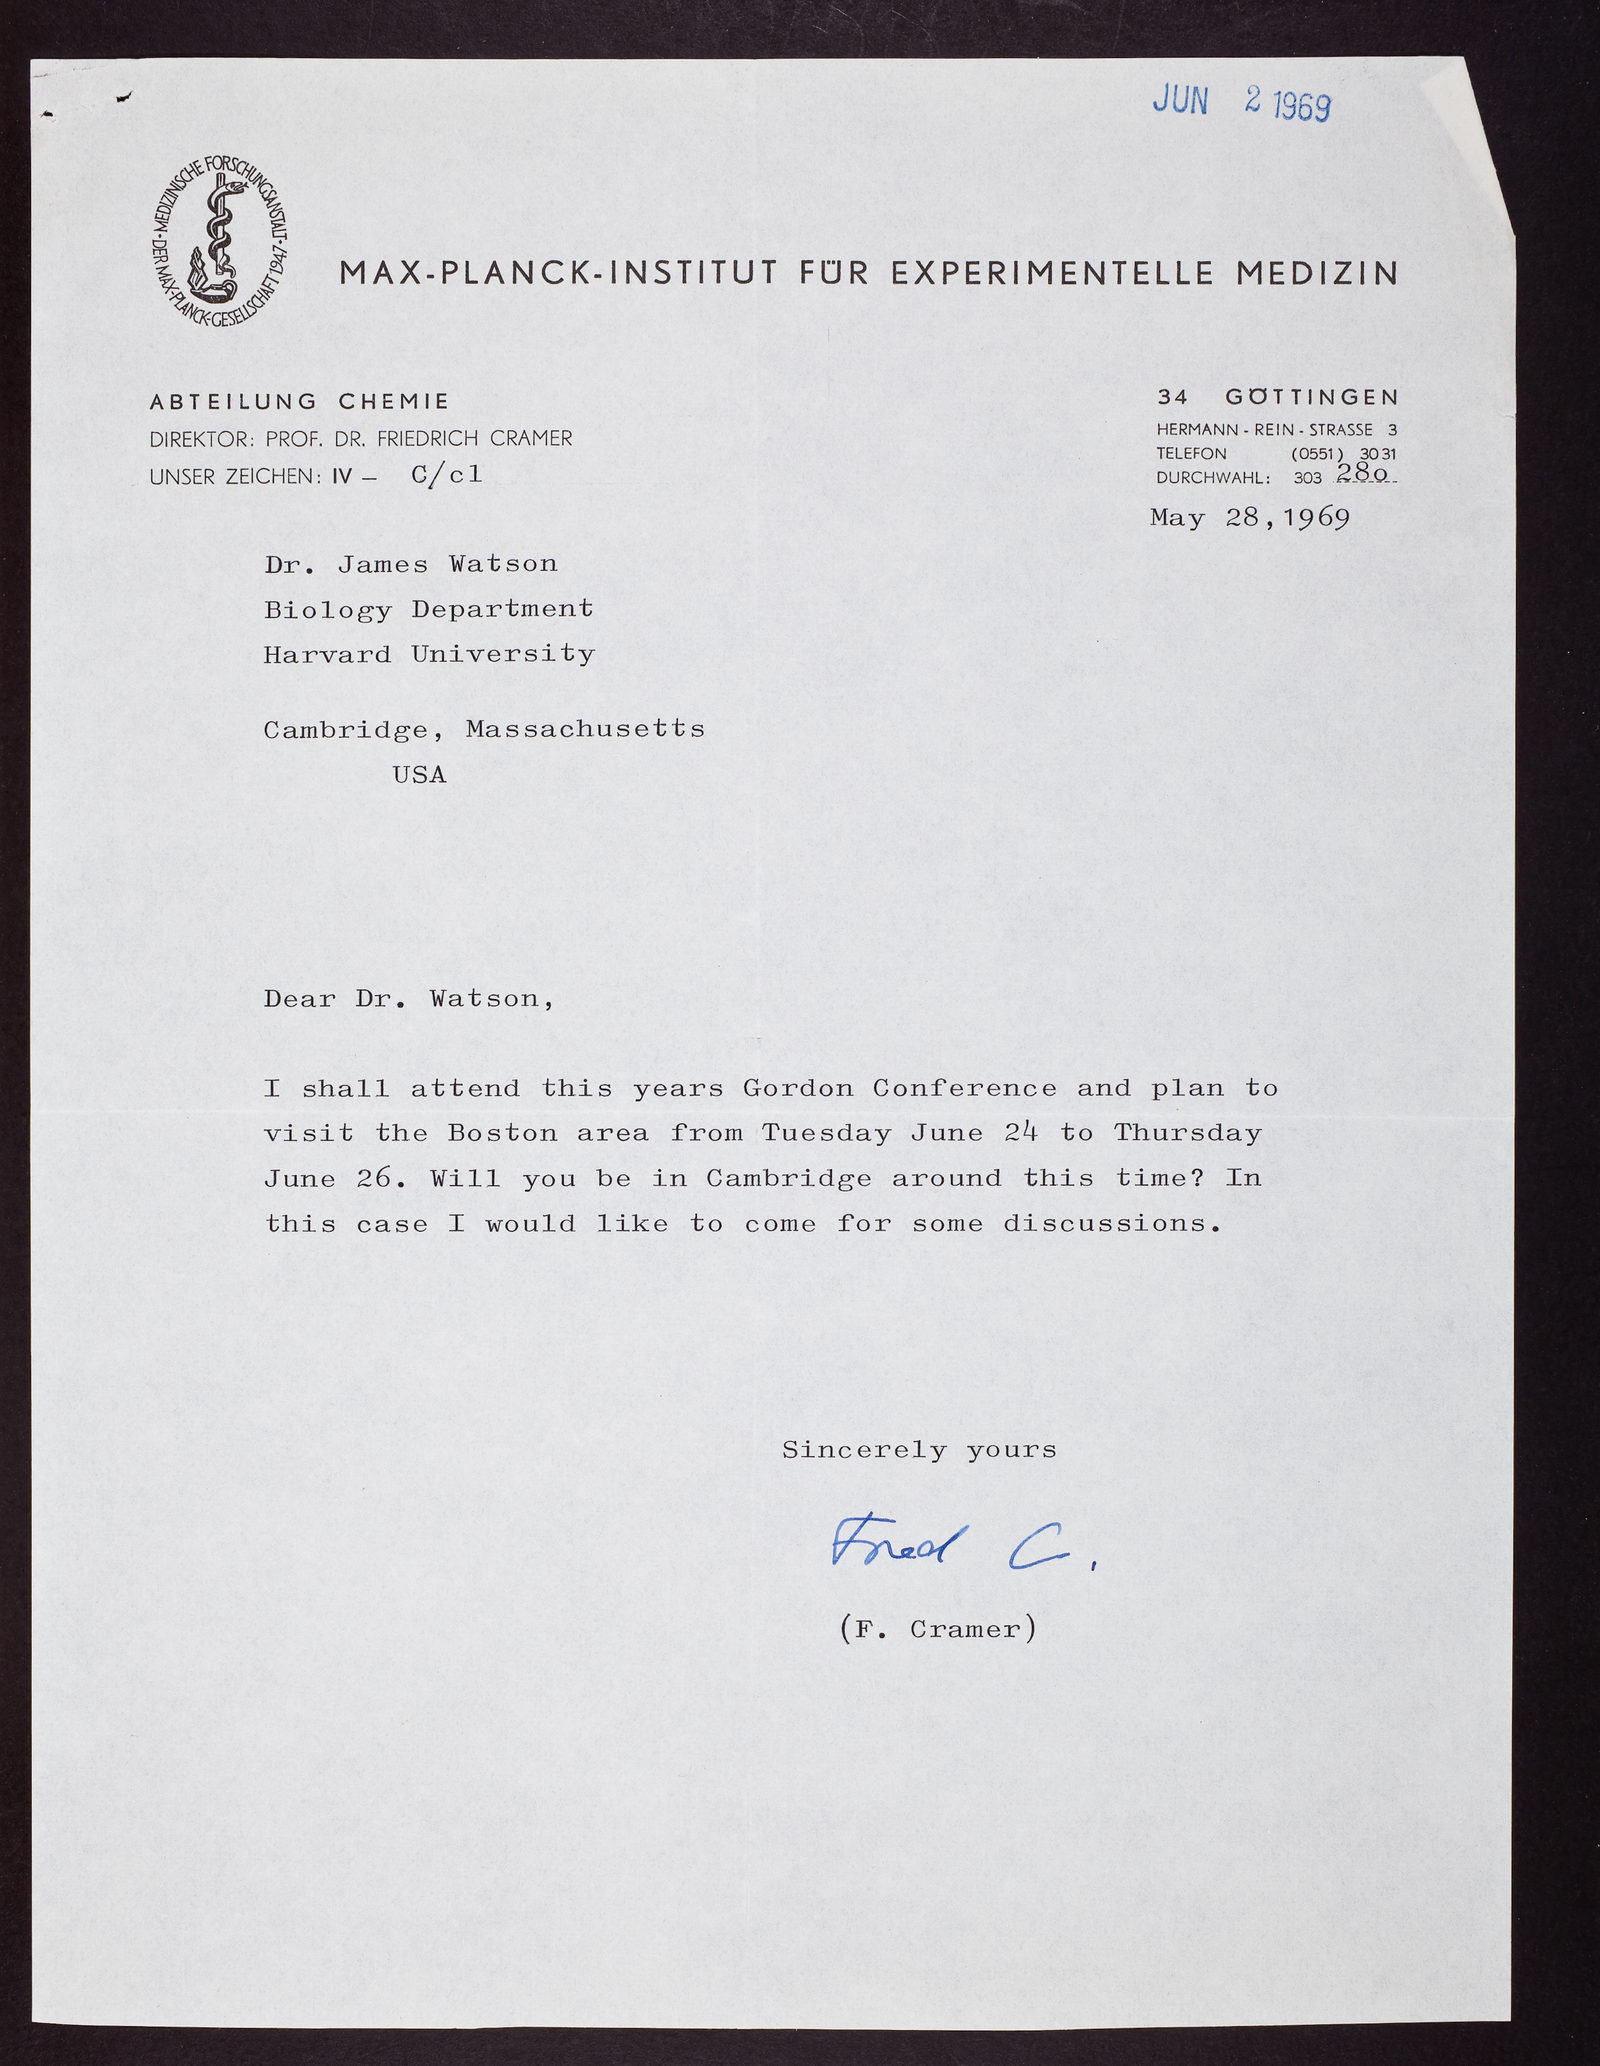 JUN 2 1969
DER MAX-PLANCK-GESELLSCHAFT 1947 • MEDIZINISCHE FORSCHUNGSANSTALT •
MAX-PLANCK-INSTITUT FÜR EXPERIMENTELLE MEDIZIN
ABTEILUNG CHEMIE
DIREKTOR: PROF. DR. FRIEDRICH CRAMER
UNSER ZEICHEN: IV – C/cl
34 GÖTTINGEN
HERMANN-REIN-STRASSE 3
TELEFON (0551) 3031
DURCHWAHL: 303 280
May 28,1969
Dr. James Watson
Biology Department
Harvard University
Cambridge, Massachusetts
USA
Dear Dr. Watson,
I shall attend this years Gordon Conference and plan to
visit the Boston area from Tuesday June 24 to Thursday
June 26. Will you be in Cambridge around this time? In
this case I would like to come for some discussions.
Sincerely yours
Fred C.
(F. Cramer)